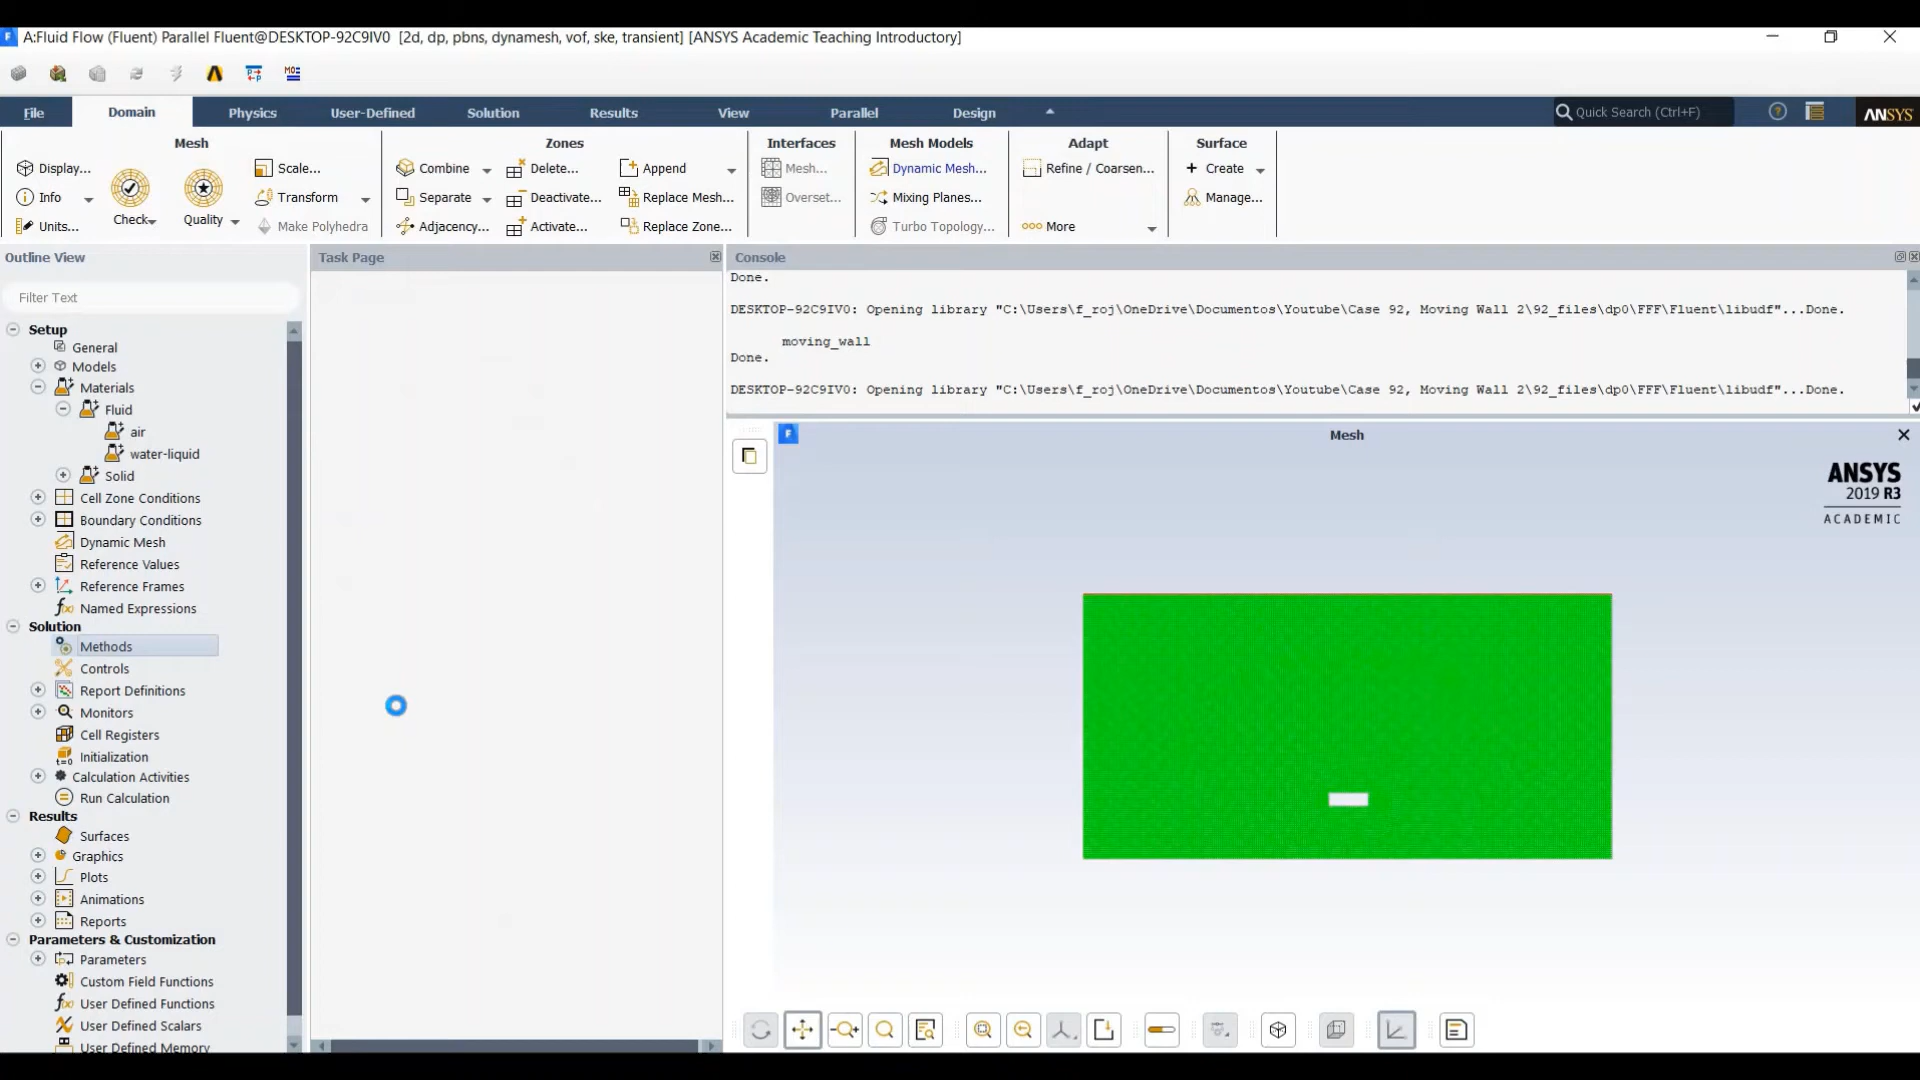 A:Fluid Flow (Fluent) Parallel Fluent@DESKTOP-92C9IV0 [2d, dp, pbns, dynamesh, vof, ske, transient] [ANSYS Academic Teaching Introductory]
File Domain Physics User-Defined Solution Results View Parallel Design Quick Search (Ctrl+F) ANSYS
Mesh Zones Interfaces Mesh Models Adapt Surface
Display... Check Quality Scale... Combine Delete... Append Mesh... Dynamic Mesh... Refine / Coarsen... Create
Info Transform Separate Deactivate... Replace Mesh... Overset... Mixing Planes... Manage...
Units... Make Polyhedra Adjacency... Activate... Replace Zone... Turbo Topology... More
Outline View
Filter Text
Setup
General
Models
Materials
Fluid
air
water-liquid
Solid
Cell Zone Conditions
Boundary Conditions
Dynamic Mesh
Reference Values
Reference Frames
Named Expressions
Solution
Methods
Controls
Report Definitions
Monitors
Cell Registers
Initialization
Calculation Activities
Run Calculation
Results
Surfaces
Graphics
Plots
Animations
Reports
Parameters & Customization
Parameters
Custom Field Functions
User Defined Functions
User Defined Scalars
User Defined Memory
Task Page
Console
Done.
DESKTOP-92C9IV0: Opening library "C:\Users\f_roj\OneDrive\Documentos\Youtube\Case 92, Moving Wall 2\92_files\dp0\FFF\Fluent\libudf"...Done.
moving_wall
Done.
DESKTOP-92C9IV0: Opening library "C:\Users\f_roj\OneDrive\Documentos\Youtube\Case 92, Moving Wall 2\92_files\dp0\FFF\Fluent\libudf"...Done.
Mesh
ANSYS
2019 R3
ACADEMIC